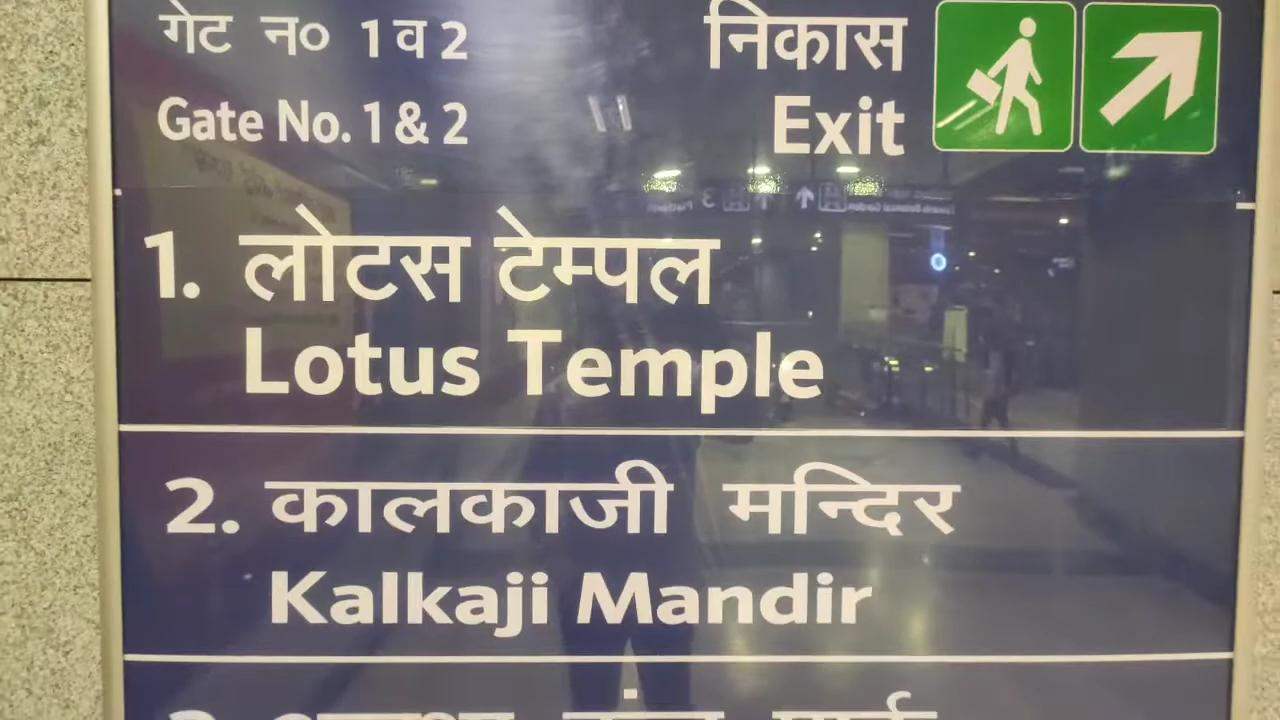 गेट न० 1 व 2
Gate No. 1 & 2
निकास
Exit
1. लोटस टेम्पल
Lotus Temple
2. कालकाजी मन्दिर
Kalkaji Mandir